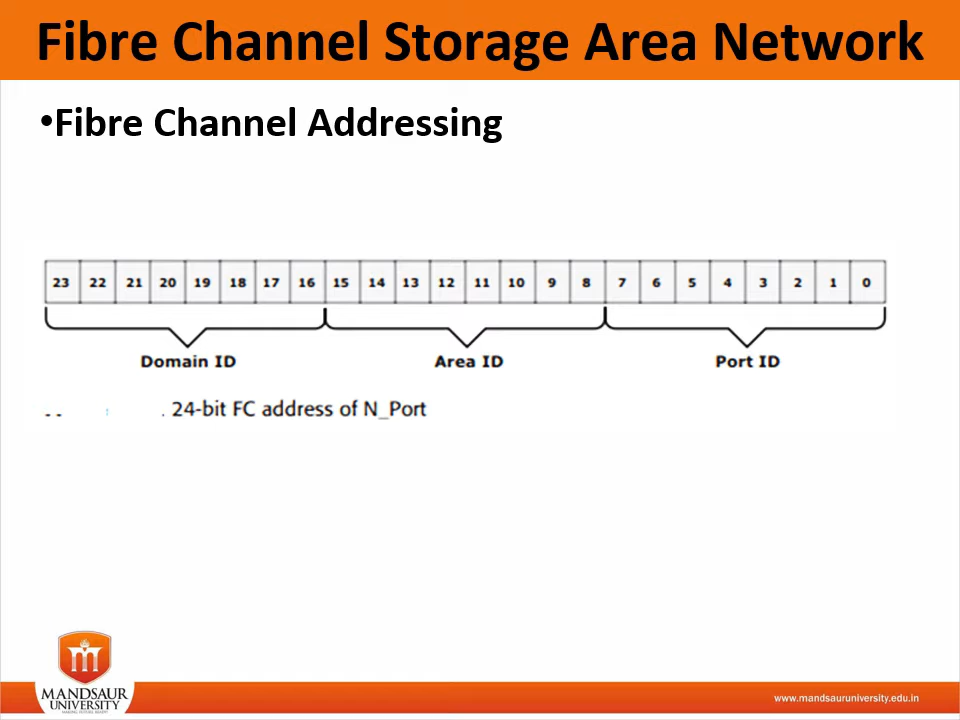 Fibre Channel Storage Area Network
•Fibre Channel Addressing
23 22 21 20 19 18 17 16 15 14 13 12 11 10 9 8 7 6 5 4 3 2 1 0
Domain ID Area ID Port ID
24-bit FC address of N_Port
MANDSAUR
UNIVERSITY
www.mandsauruniversity.edu.in